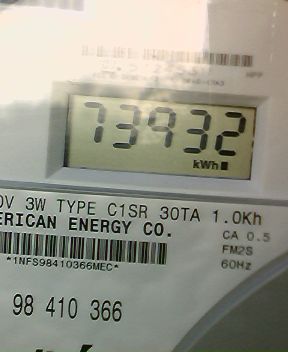 73932
kWh
0V 3W TYPE C1SR 30TA 1.0Kh
ERICAN ENERGY CO.
CA 0.5
FM2S
60Hz
*1NFS98410366MEC*
98 410 366